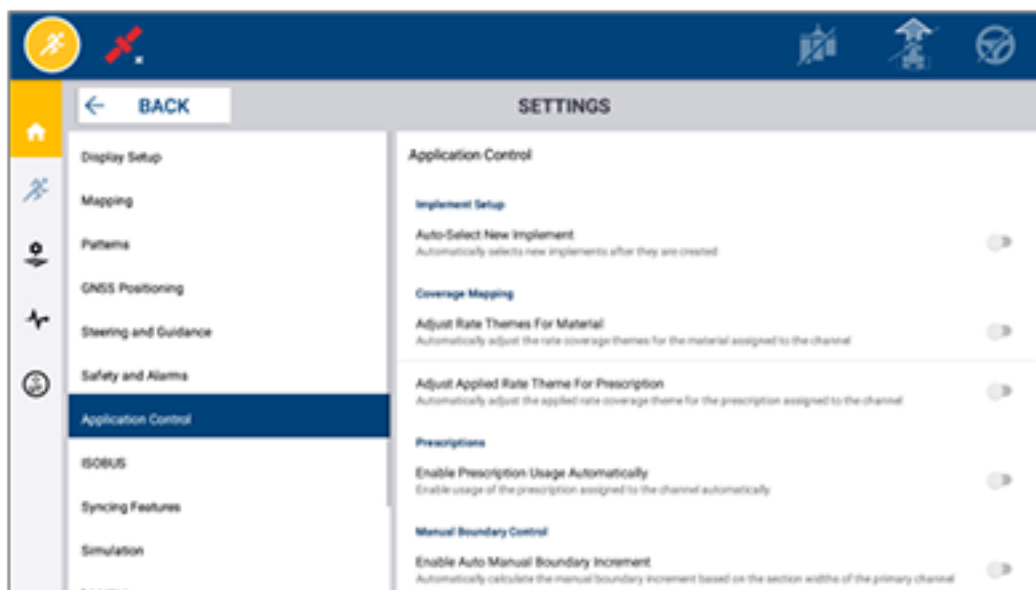 BACK
SETTINGS
Display Setup
Mapping
Patterns
GNSS Positioning
Steering and Guidance
Safety and Alarms
Application Control
ISOBUS
Syncing Features
Simulation
Application Control
Implement Setup
Auto-Select New Implement
Automatically selects new implements after they are created
Coverage Mapping
Adjust Rate Themes For Material
Automatically adjust the rate coverage themes for the material assigned to the channel
Adjust Applied Rate Theme For Prescription
Automatically adjust the applied rate coverage theme for the prescription assigned to the channel
Prescriptions
Enable Prescription Usage Automatically
Enable usage of the prescription assigned to the channel automatically
Manual Boundary Control
Enable Auto Manual Boundary Increment
Automatically calculate the manual boundary increment based on the section widths of the primary channel